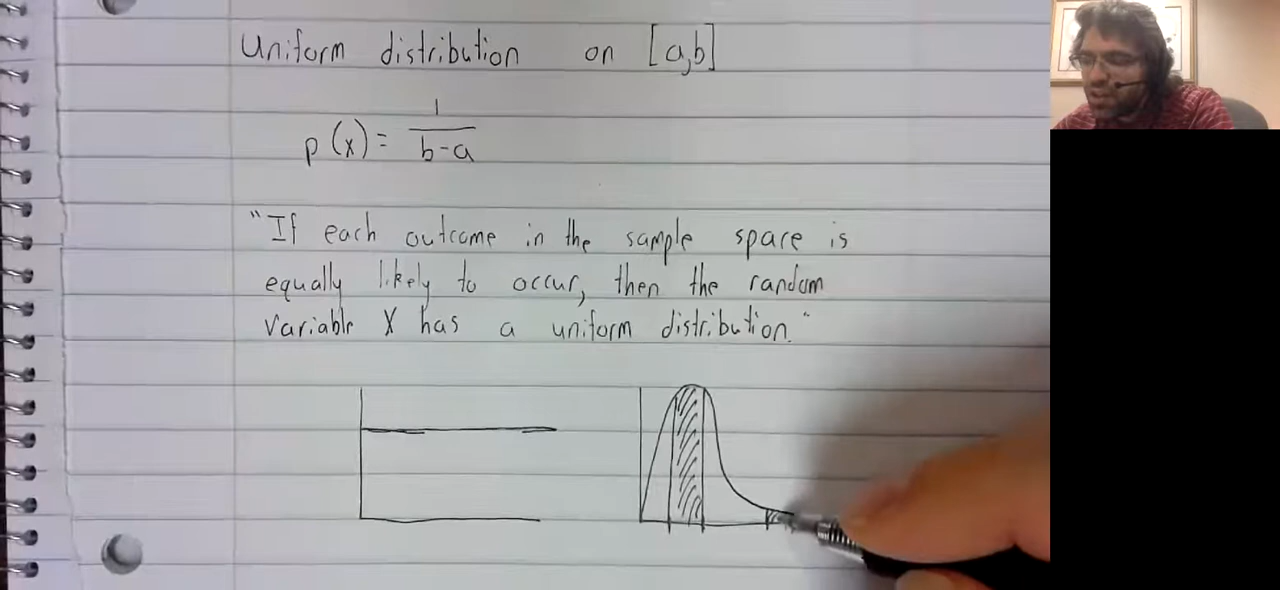 Uniform distribution on [a,b]
p(x) = 1/(b-a)
"If each outcome in the sample space is
equally likely to occur, then the random
variable X has a uniform distribution."